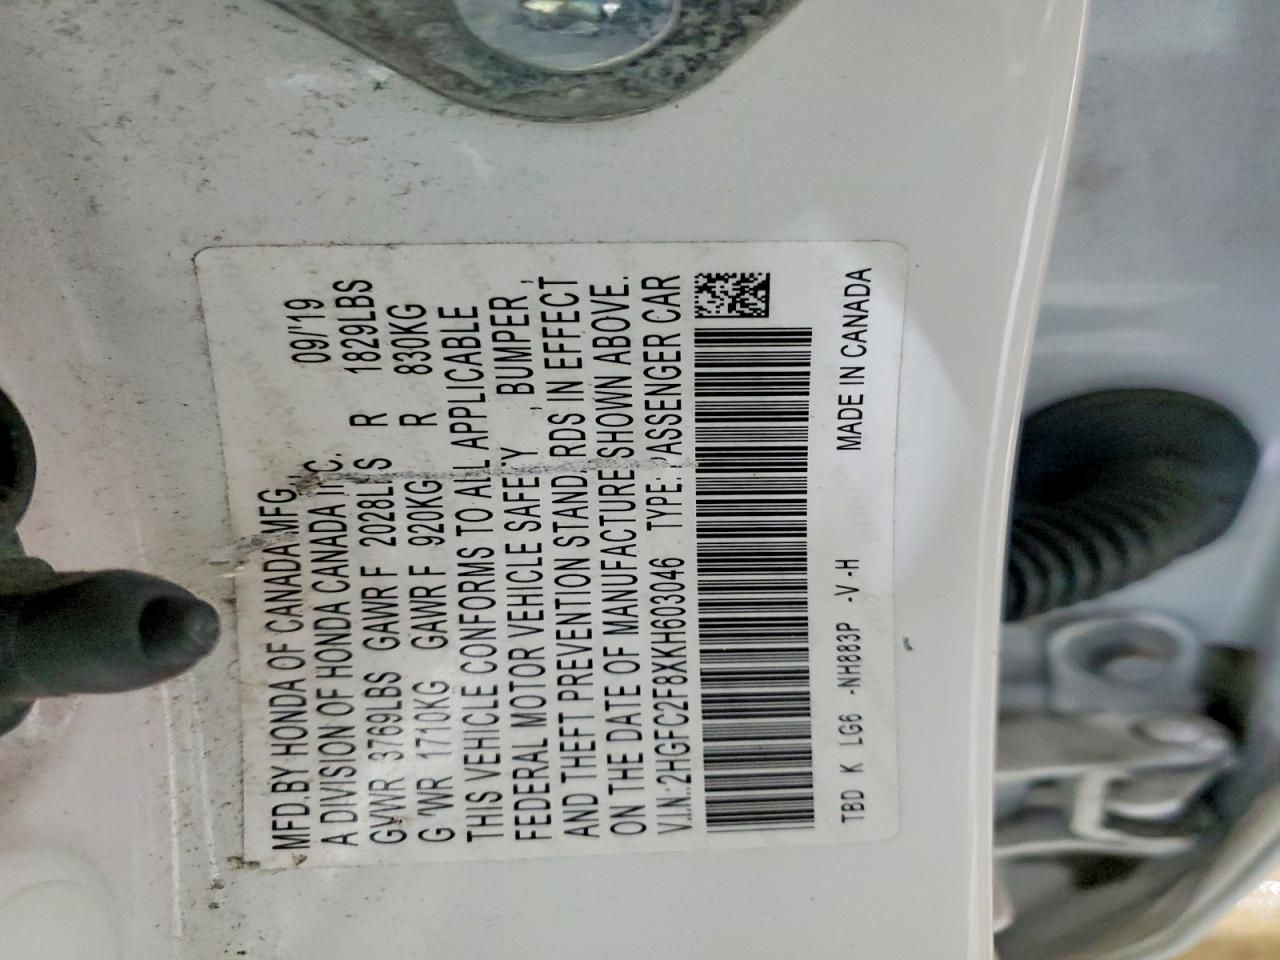 MFD.BY HONDA OF CANADA MFG., 09/'19
A DIVISION OF HONDA CANADA INC.
GVWR 3769LBS GAWR F 2028LBS R 1829LBS
GVWR 1710KG GAWR F 920KG R 830KG
THIS VEHICLE CONFORMS TO ALL APPLICABLE
FEDERAL MOTOR VEHICLE SAFETY, BUMPER,
AND THEFT PREVENTION STANDARDS IN EFFECT
ON THE DATE OF MANUFACTURE SHOWN ABOVE.
V.I.N.:2HGFC2F8XKH603046 TYPE:PASSENGER CAR
TBD K LG6 -NH883P -V -H MADE IN CANADA